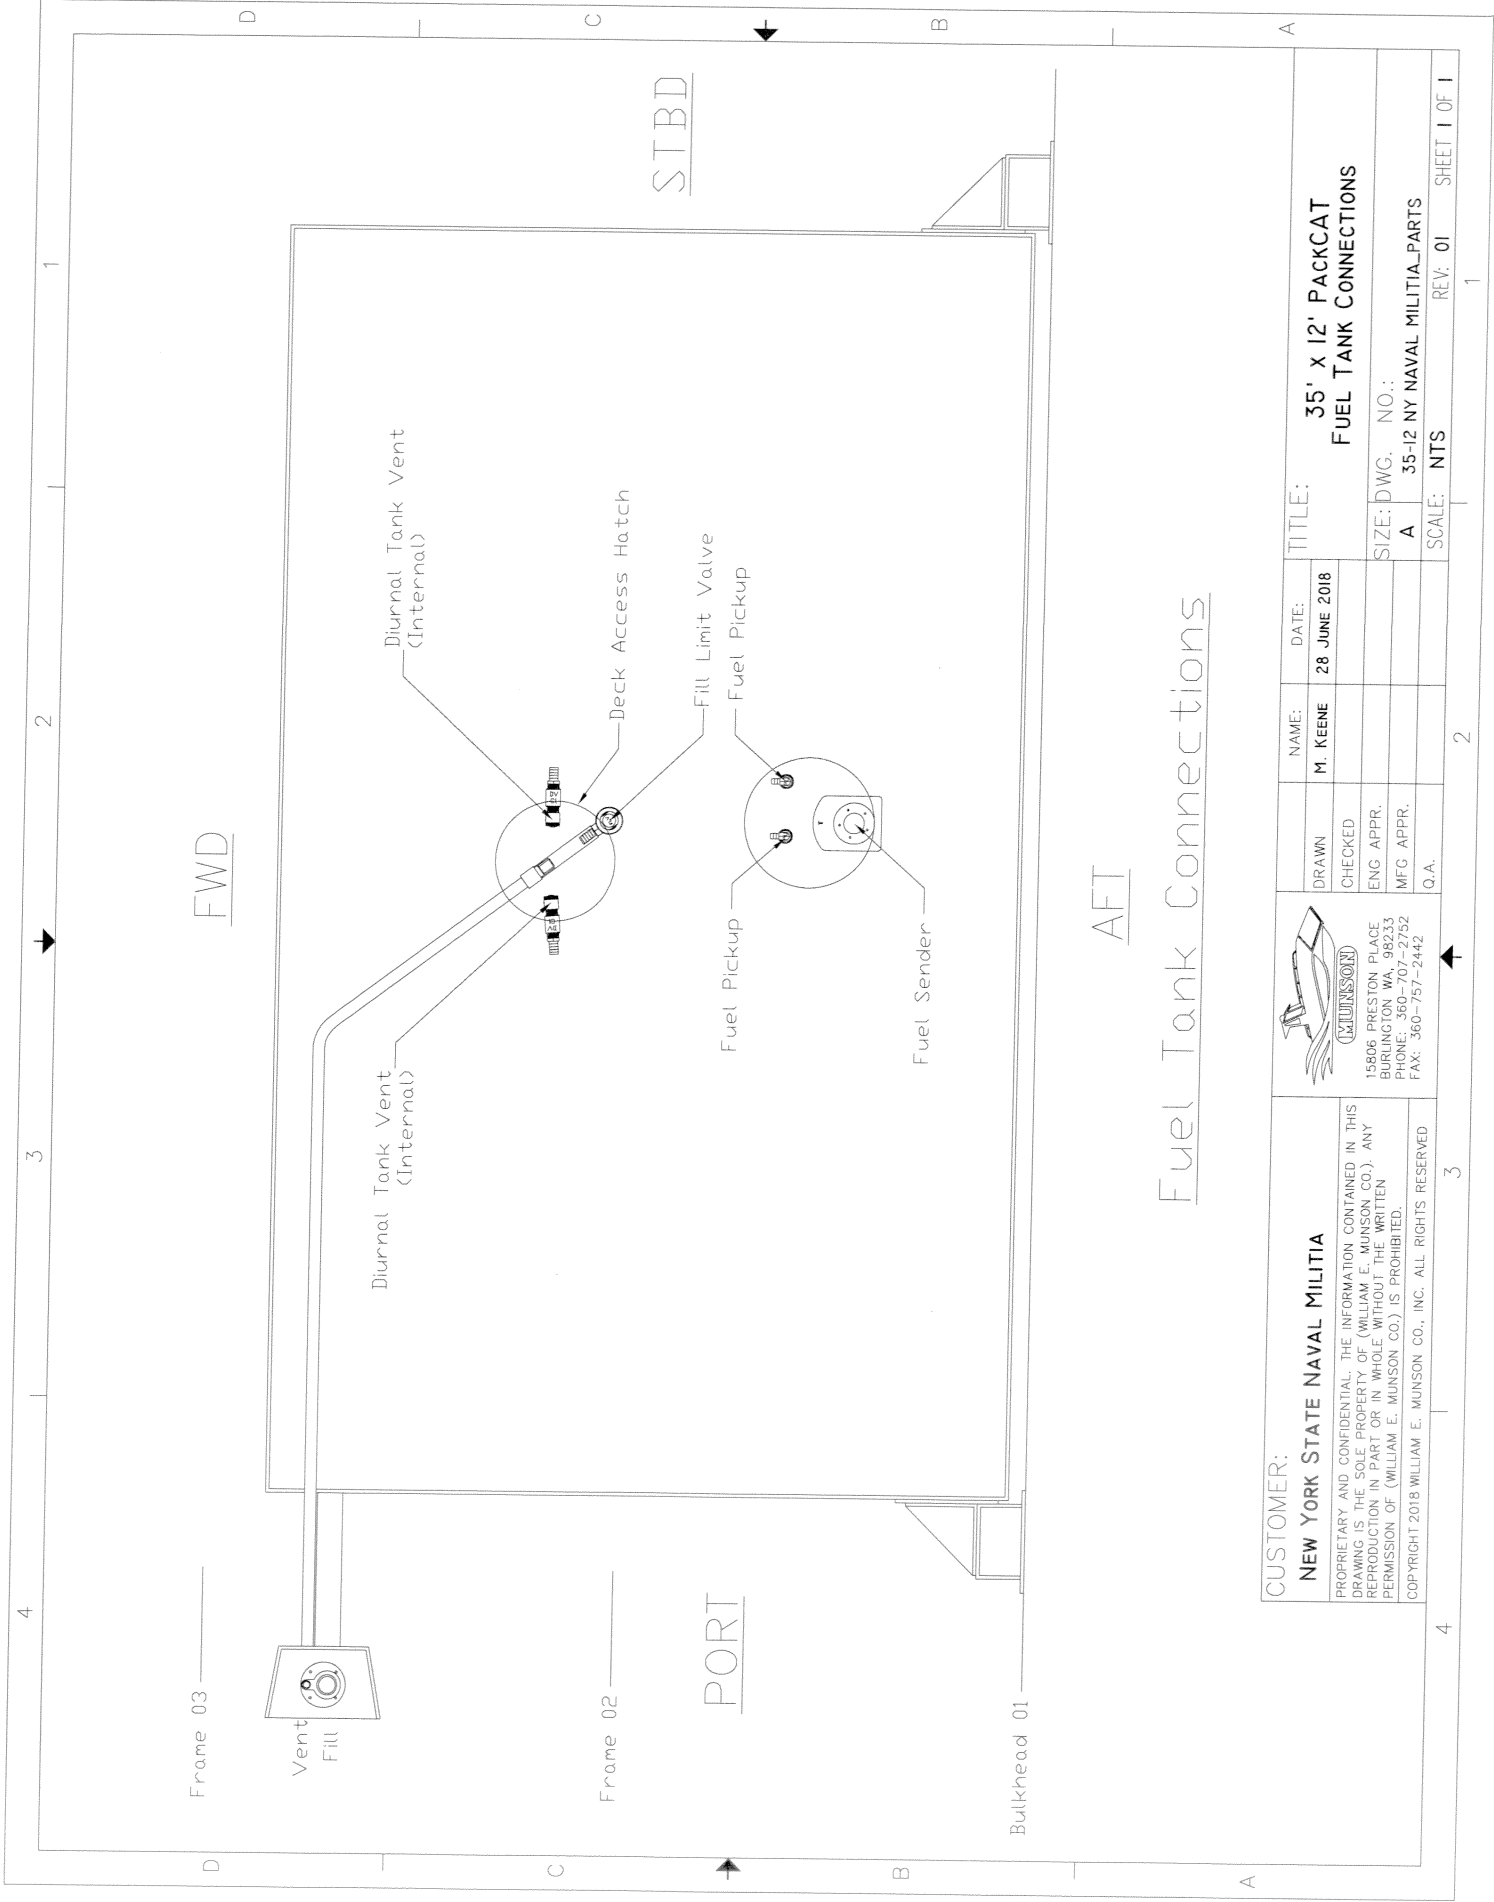 4
3
2
1
D
C
B
A
D
C
B
A
FWD
STBD
PORT
AFT
Frame 03
Vent
Fill
Frame 02
Bulkhead 01
Diurnal Tank Vent
(Internal)
Diurnal Tank Vent
(Internal)
Deck Access Hatch
Fill Limit Valve
Fuel Pickup
Fuel Pickup
Fuel Sender
Fuel Tank Connections
CUSTOMER:
NEW YORK STATE NAVAL MILITIA
PROPRIETARY AND CONFIDENTIAL. THE INFORMATION CONTAINED IN THIS
DRAWING IS THE SOLE PROPERTY OF (WILLIAM E. MUNSON CO.). ANY
REPRODUCTION IN PART OR IN WHOLE WITHOUT THE WRITTEN
PERMISSION OF (WILLIAM E. MUNSON CO.) IS PROHIBITED.
COPYRIGHT 2018 WILLIAM E. MUNSON CO., INC. ALL RIGHTS RESERVED
MUNSON
15806 PRESTON PLACE
BURLINGTON WA, 98233
PHONE: 360-707-2752
FAX: 360-757-2442
NAME: DATE:
DRAWN M. KEENE 28 JUNE 2018
CHECKED
ENG APPR.
MFG APPR.
Q.A.
TITLE:
35' X 12' PACKCAT
FUEL TANK CONNECTIONS
SIZE: DWG. NO.:
A 35-12 NY NAVAL MILITIA_PARTS
SCALE: NTS REV: 01 SHEET 1 OF 1
4
3
2
1